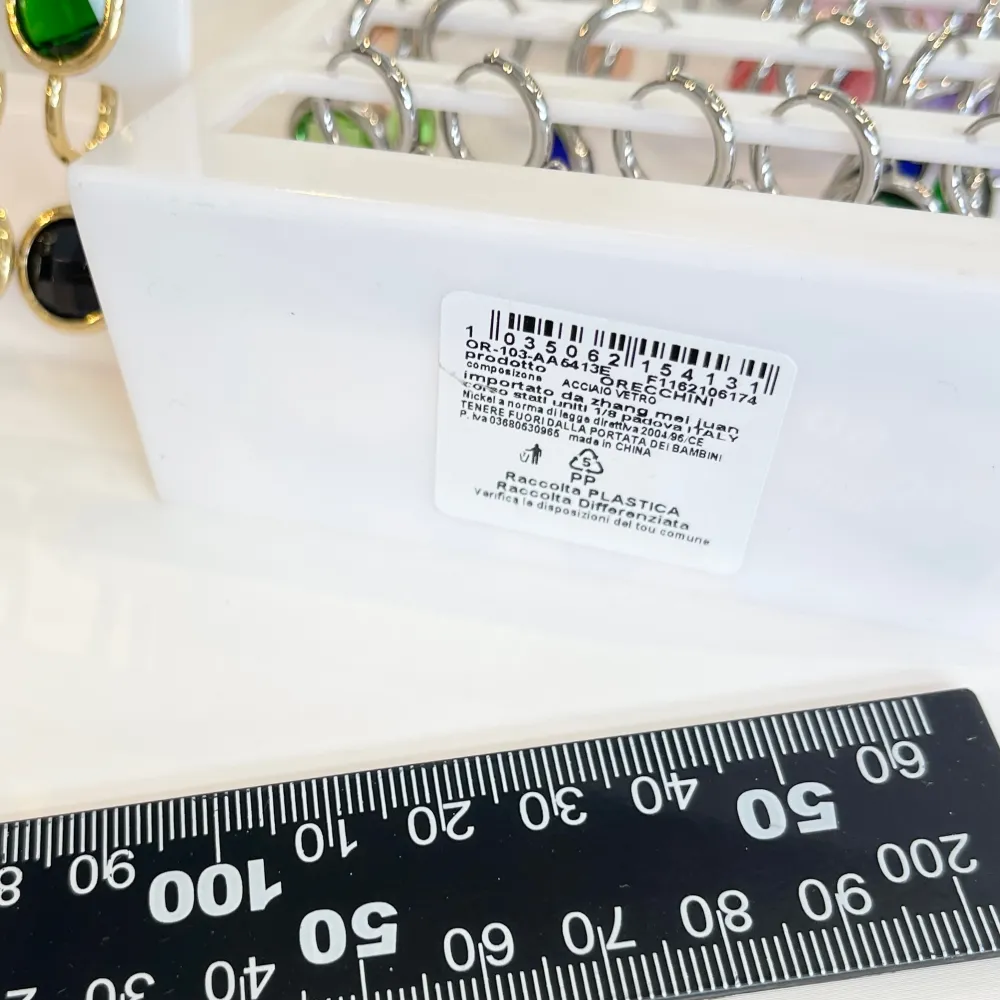 1 035062 154131
OR-103-AA6413E F1162106174
prodotto ORECCHINI
composizone ACCIAIO VETRO
importato da zhang mei juan
corso stati uniti 1/8 padova ITALY
Nickel a norma di legge direttiva 2004/96/CE
TENERE FUORI DALLA PORTATA DEI BAMBINI
P. iva 03680530965 made in CHINA
5
PP
Raccolta PLASTICA
Raccolta Differenziata
Verifica le disposizioni del tou comune
90 100 10 20 30 40 50 60
30 40 50 60 70 80 90 200